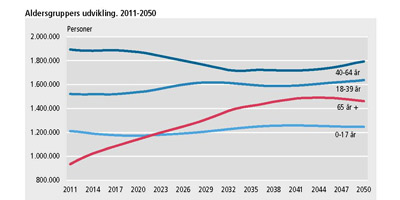 Aldersgruppers udvikling. 2011-2050
Personer
2.000.000
1.800.000
1.600.000
1.400.000
1.200.000
1.000.000
800.000
40-64 år
18-39 år
65 år +
0-17 år
2011 2014 2017 2020 2023 2026 2029 2032 2035 2038 2041 2044 2047 2050